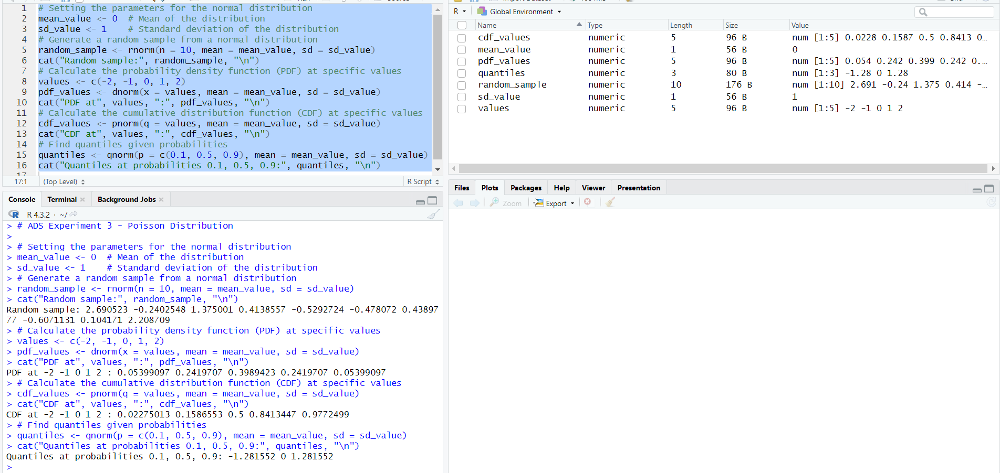 1 # Setting the parameters for the normal distribution
2 mean_value <- 0  # Mean of the distribution
3 sd_value <- 1    # Standard deviation of the distribution
4 # Generate a random sample from a normal distribution
5 random_sample <- rnorm(n = 10, mean = mean_value, sd = sd_value)
6 cat("Random sample:", random_sample, "\n")
7 # Calculate the probability density function (PDF) at specific values
8 values <- c(-2, -1, 0, 1, 2)
9 pdf_values <- dnorm(x = values, mean = mean_value, sd = sd_value)
10 cat("PDF at", values, ":", pdf_values, "\n")
11 # Calculate the cumulative distribution function (CDF) at specific values
12 cdf_values <- pnorm(q = values, mean = mean_value, sd = sd_value)
13 cat("CDF at", values, ":", cdf_values, "\n")
14 # Find quantiles given probabilities
15 quantiles <- qnorm(p = c(0.1, 0.5, 0.9), mean = mean_value, sd = sd_value)
16 cat("Quantiles at probabilities 0.1, 0.5, 0.9:", quantiles, "\n")
17
17:1 (Top Level) R Script
Console Terminal Background Jobs
R 4.3.2 · ~/
> # ADS Experiment 3 - Poisson Distribution
>
> # Setting the parameters for the normal distribution
> mean_value <- 0  # Mean of the distribution
> sd_value <- 1    # Standard deviation of the distribution
> # Generate a random sample from a normal distribution
> random_sample <- rnorm(n = 10, mean = mean_value, sd = sd_value)
> cat("Random sample:", random_sample, "\n")
Random sample: 2.690523 -0.2402548 1.375001 0.4138557 -0.5292724 -0.478072 0.43897
77 -0.6071131 0.104171 2.208709
> # Calculate the probability density function (PDF) at specific values
> values <- c(-2, -1, 0, 1, 2)
> pdf_values <- dnorm(x = values, mean = mean_value, sd = sd_value)
> cat("PDF at", values, ":", pdf_values, "\n")
PDF at -2 -1 0 1 2 : 0.05399097 0.2419707 0.3989423 0.2419707 0.05399097
> # Calculate the cumulative distribution function (CDF) at specific values
> cdf_values <- pnorm(q = values, mean = mean_value, sd = sd_value)
> cat("CDF at", values, ":", cdf_values, "\n")
CDF at -2 -1 0 1 2 : 0.02275013 0.1586553 0.5 0.8413447 0.9772499
> # Find quantiles given probabilities
> quantiles <- qnorm(p = c(0.1, 0.5, 0.9), mean = mean_value, sd = sd_value)
> cat("Quantiles at probabilities 0.1, 0.5, 0.9:", quantiles, "\n")
Quantiles at probabilities 0.1, 0.5, 0.9: -1.281552 0 1.281552
>
R Global Environment
Name Type Length Size Value
cdf_values numeric 5 96 B num [1:5] 0.0228 0.1587 0.5 0.8413 0...
mean_value numeric 1 56 B 0
pdf_values numeric 5 96 B num [1:5] 0.054 0.242 0.399 0.242 0...
quantiles numeric 3 80 B num [1:3] -1.28 0 1.28
random_sample numeric 10 176 B num [1:10] 2.691 -0.24 1.375 0.414 -...
sd_value numeric 1 56 B 1
values numeric 5 96 B num [1:5] -2 -1 0 1 2
Files Plots Packages Help Viewer Presentation
Zoom Export